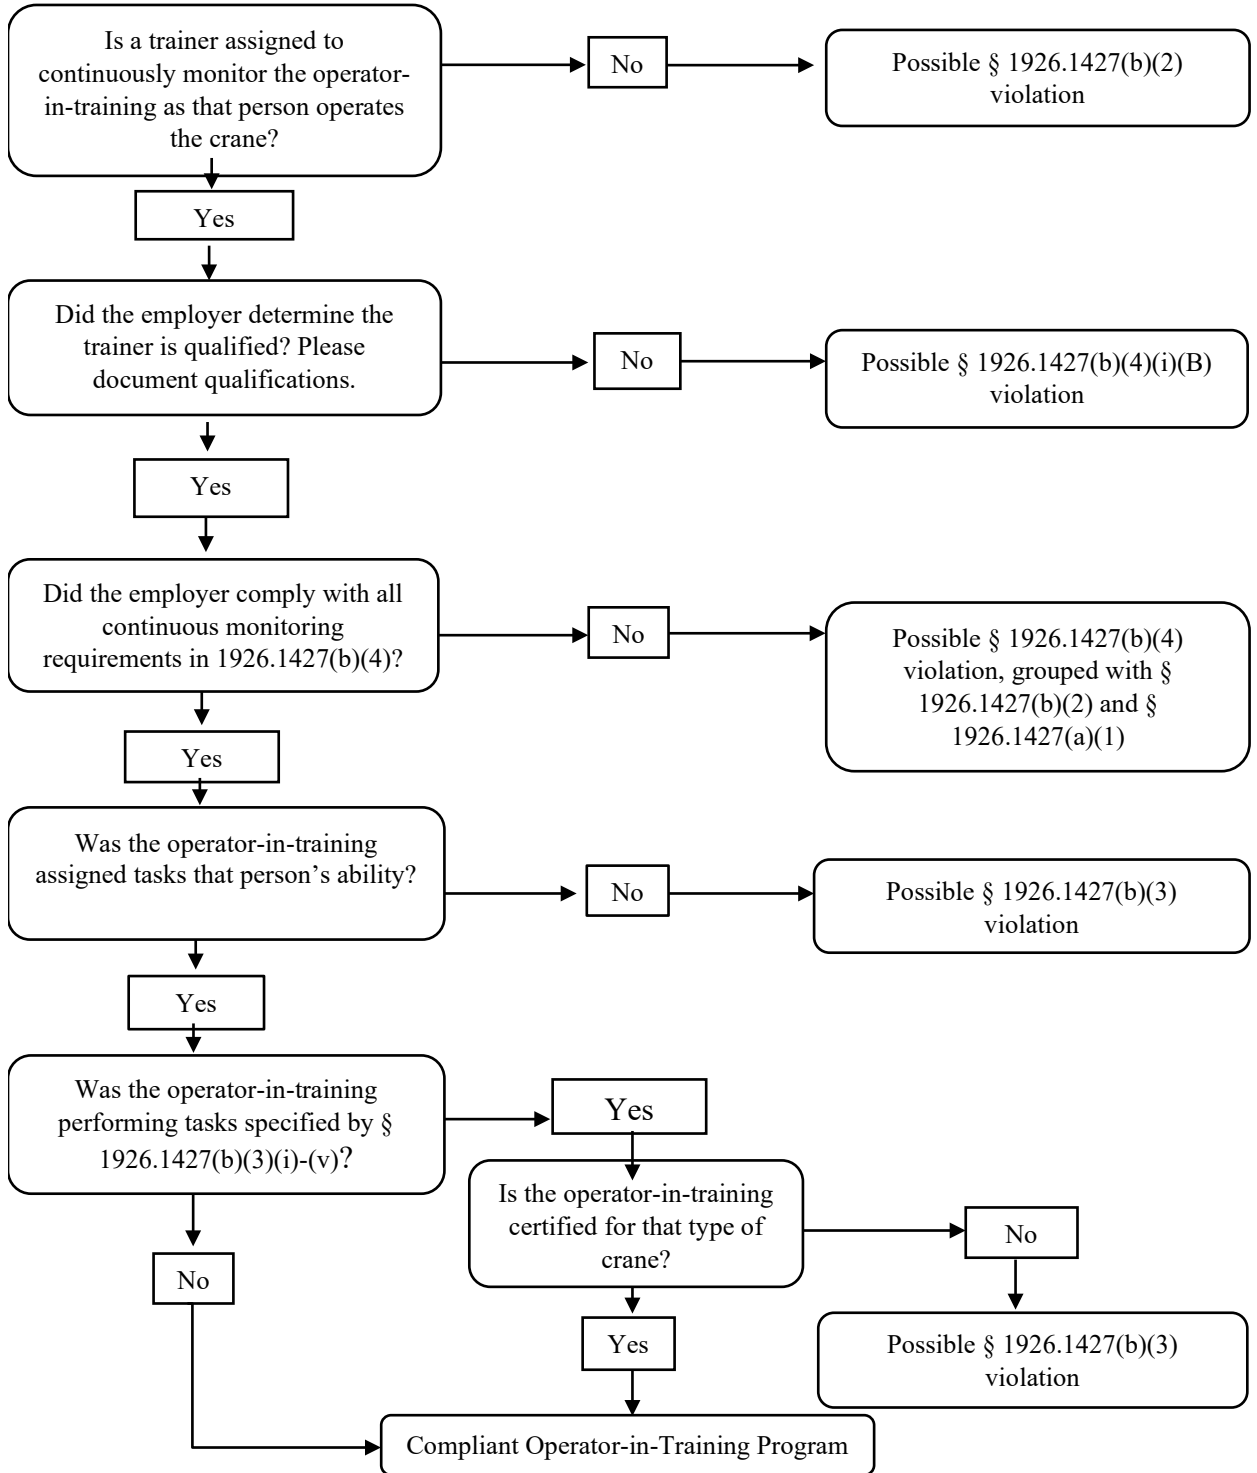 Is a trainer assigned to
continuously monitor the operator-
in-training as that person operates
the crane?
No
Possible § 1926.1427(b)(2)
violation
Yes
Did the employer determine the
trainer is qualified? Please
document qualifications.
No
Possible § 1926.1427(b)(4)(i)(B)
violation
Yes
Did the employer comply with all
continuous monitoring
requirements in 1926.1427(b)(4)?
No
Possible § 1926.1427(b)(4)
violation, grouped with §
1926.1427(b)(2) and §
1926.1427(a)(1)
Yes
Was the operator-in-training
assigned tasks that person’s ability?
No
Possible § 1926.1427(b)(3)
violation
Yes
Was the operator-in-training
performing tasks specified by §
1926.1427(b)(3)(i)-(v)?
Yes
Is the operator-in-training
certified for that type of
crane?
No
Possible § 1926.1427(b)(3)
violation
No
Yes
Compliant Operator-in-Training Program